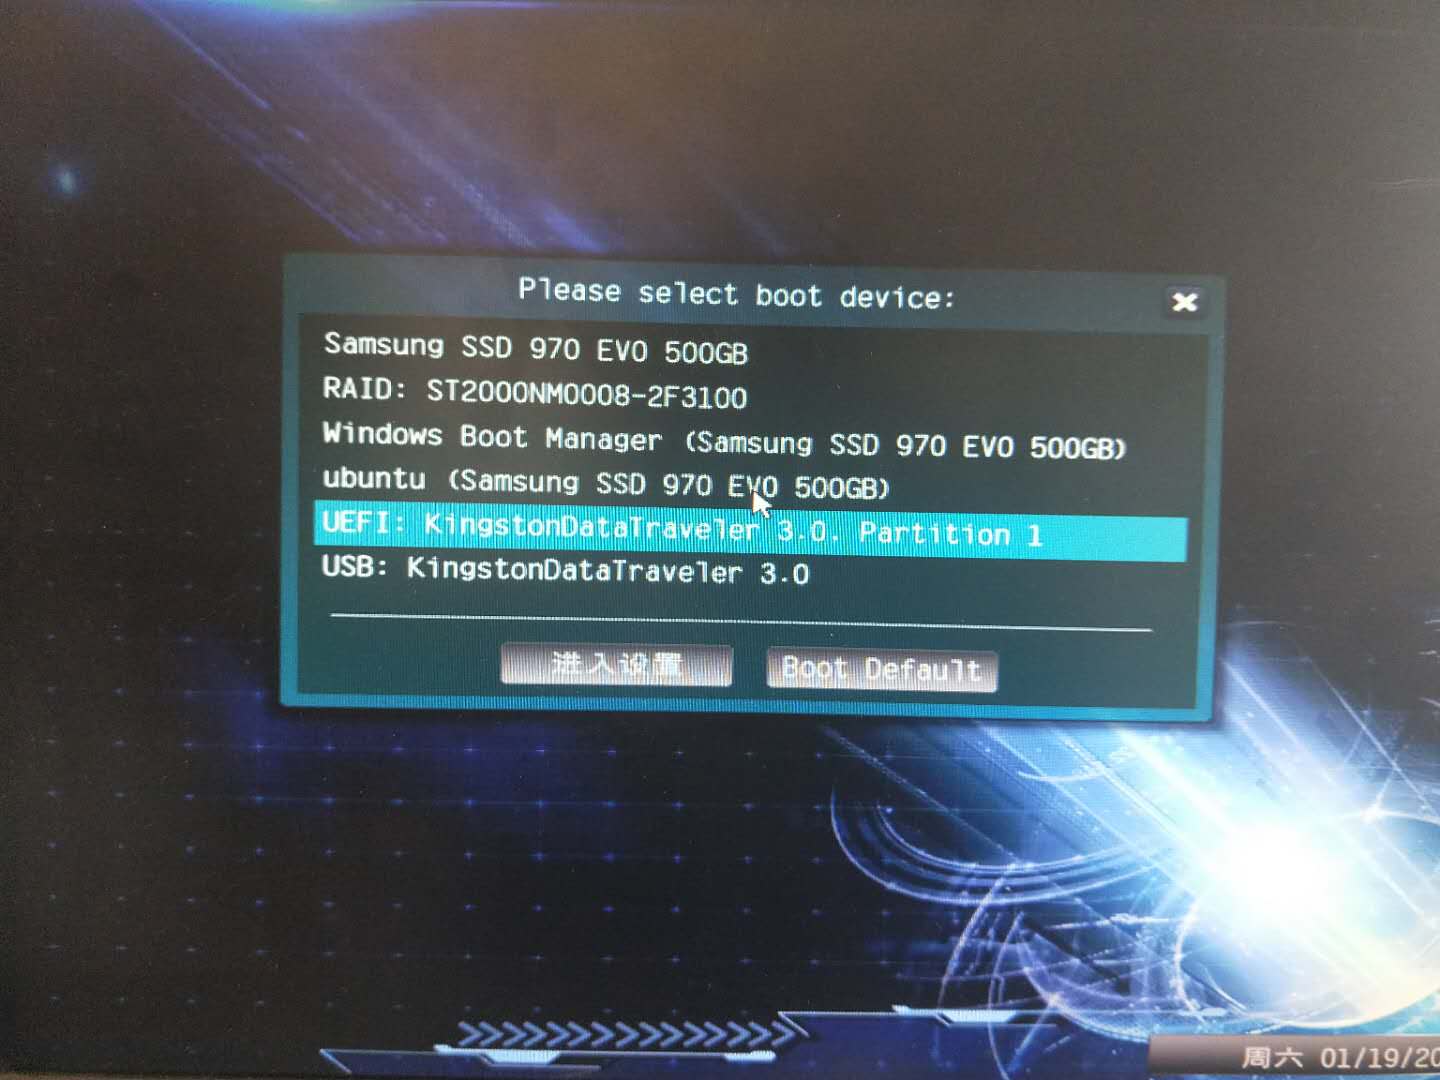 Please select boot device:
Samsung SSD 970 EVO 500GB
RAID: ST2000NM0008-2F3100
Windows Boot Manager (Samsung SSD 970 EVO 500GB)
ubuntu (Samsung SSD 970 EVO 500GB)
UEFI: KingstonDataTraveler 3.0, Partition 1
USB: KingstonDataTraveler 3.0
进入设置 Boot Default
周六 01/19/20